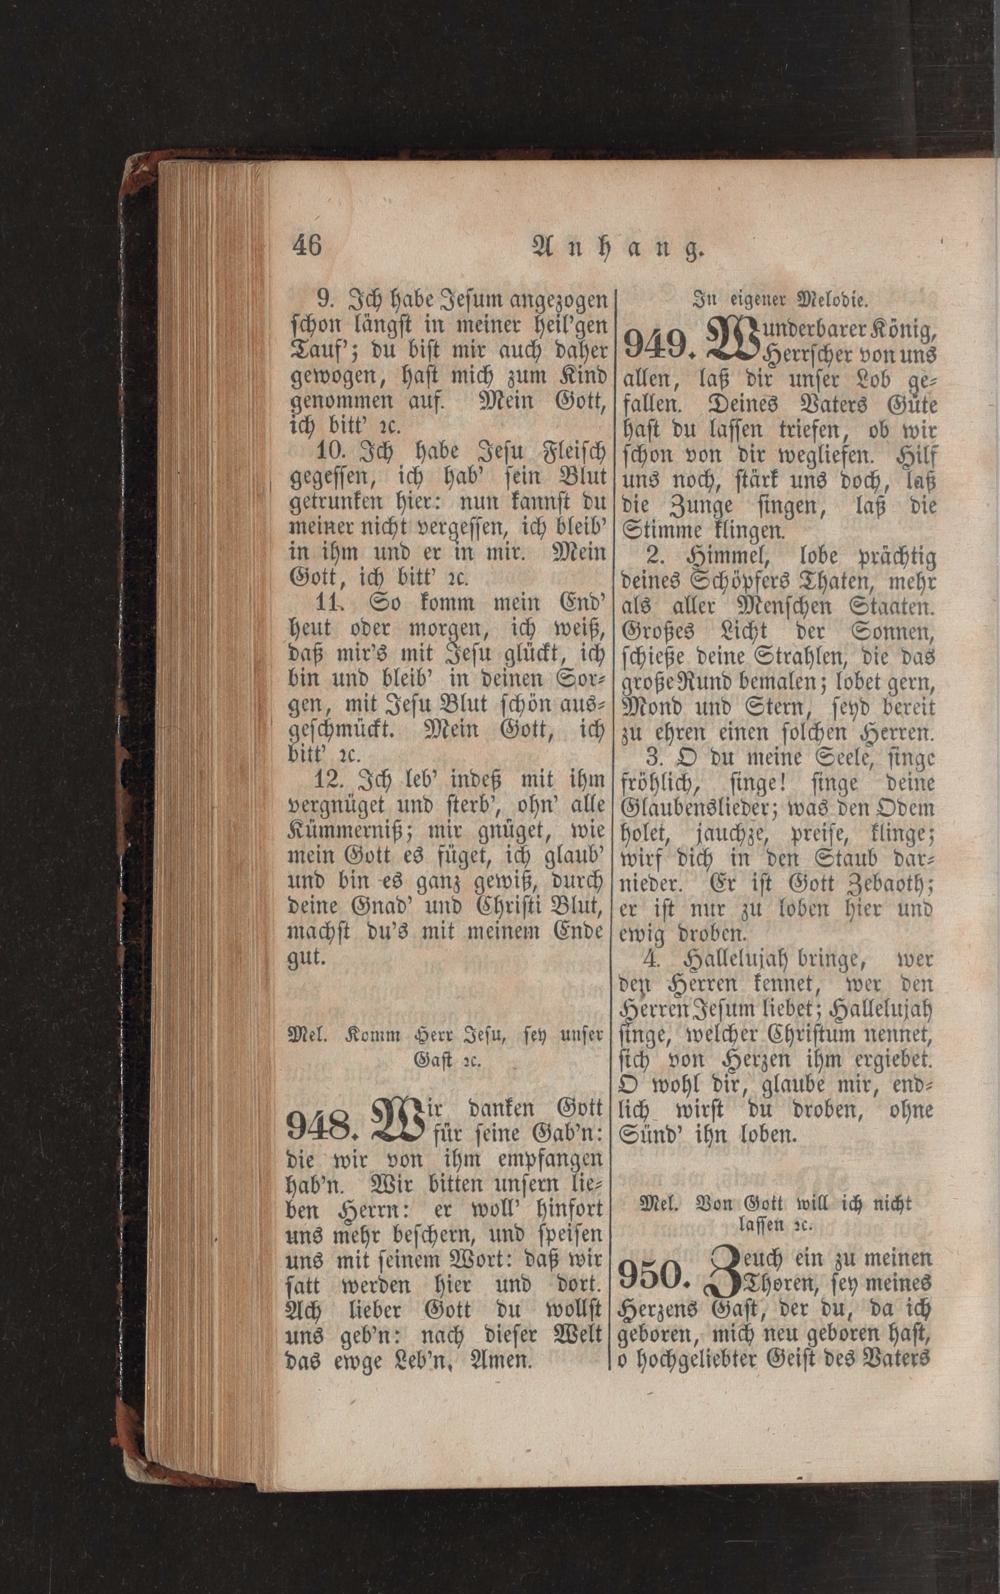 46
Anhang.
9. Ich habe Jesum angezogen
schon längst in meiner heil'gen
Tauf'; du bist mir auch daher
gewogen, hast mich zum Kind
genommen auf. Mein Gott,
ich bitt' ꝛc.
10. Ich habe Jesu Fleisch
gegessen, ich hab' sein Blut
getrunken hier: nun kannst du
meiner nicht vergessen, ich bleib'
in ihm und er in mir. Mein
Gott, ich bitt' ꝛc.
11. So komm mein End'
heut oder morgen, ich weiß,
daß mir's mit Jesu glückt, ich
bin und bleib' in deinen Sor-
gen, mit Jesu Blut schön aus-
geschmückt. Mein Gott, ich
bitt' ꝛc.
12. Ich leb' indeß mit ihm
vergnüget und sterb', ohn' alle
Kümmerniß; mir gnüget, wie
mein Gott es füget, ich glaub'
und bin es ganz gewiß, durch
deine Gnad' und Christi Blut,
machst du's mit meinem Ende
gut.
Mel. Komm Herr Jesu, sey unser
Gast ꝛc.
948. Wir danken Gott
für seine Gab'n:
die wir von ihm empfangen
hab'n. Wir bitten unsern lie-
ben Herrn: er woll' hinfort
uns mehr beschern, und speisen
uns mit seinem Wort: daß wir
satt werden hier und dort.
Ach lieber Gott du wollst
uns geb'n: nach dieser Welt
das ewge Leb'n, Amen.
In eigener Melodie.
949. Wunderbarer König,
Herrscher von uns
allen, laß dir unser Lob ge-
fallen. Deines Vaters Güte
hast du lassen triefen, ob wir
schon von dir wegliefen. Hilf
uns noch, stärk uns doch, laß
die Zunge singen, laß die
Stimme klingen.
2. Himmel, lobe prächtig
deines Schöpfers Thaten, mehr
als aller Menschen Staaten.
Großes Licht der Sonnen,
schieße deine Strahlen, die das
große Rund bemalen; lobet gern,
Mond und Stern, seyd bereit
zu ehren einen solchen Herren.
3. O du meine Seele, singe
fröhlich, singe! singe deine
Glaubenslieder; was den Odem
holet, jauchze, preise, klinge;
wirf dich in den Staub dar-
nieder. Er ist Gott Zebaoth;
er ist nur zu loben hier und
ewig droben.
4. Hallelujah bringe, wer
den Herren kennet, wer den
Herren Jesum liebet; Hallelujah
singe, welcher Christum nennet,
sich von Herzen ihm ergiebet.
O wohl dir, glaube mir, end-
lich wirst du droben, ohne
Sünd' ihn loben.
Mel. Von Gott will ich nicht
lassen ꝛc.
950. Zeuch ein zu meinen
Thoren, sey meines
Herzens Gast, der du, da ich
geboren, mich neu geboren hast,
o hochgeliebter Geist des Vaters